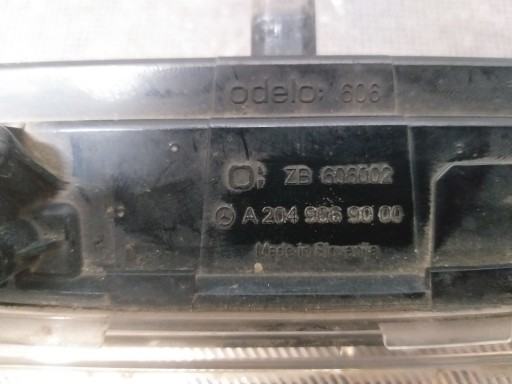 odelo: 606
ZB 606002
A 204 906 90 00
Made in Slovenia